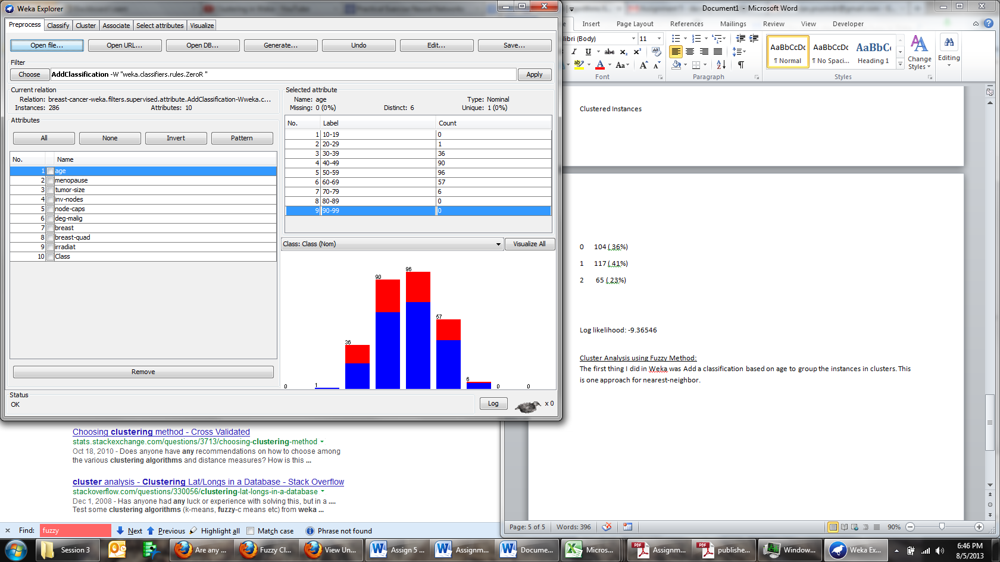 Weka Explorer
Preprocess Classify Cluster Associate Select attributes Visualize
Open file... Open URL... Open DB... Generate... Undo Edit... Save...
Filter
Choose AddClassification -W "weka.classifiers.rules.ZeroR " Apply
Current relation
Relation: breast-cancer-weka.filters.supervised.attribute.AddClassification-Wweka.c...
Instances: 286 Attributes: 10
Attributes
All None Invert Pattern
No. Name
1 age
2 menopause
3 tumor-size
4 inv-nodes
5 node-caps
6 deg-malig
7 breast
8 breast-quad
9 irradiat
10 Class
Remove
Status
OK
Log x 0
Selected attribute
Name: age Type: Nominal
Missing: 0 (0%) Distinct: 6 Unique: 1 (0%)
No. Label Count
1 10-19 0
2 20-29 1
3 30-39 36
4 40-49 90
5 50-59 96
6 60-69 57
7 70-79 6
8 80-89 0
9 90-99 0
Class: Class (Nom) Visualize All
0 1 36 90 96 57 6 0 0
Document1 - Microsoft Word
Insert Page Layout References Mailings Review View Developer
libri (Body) 11
AaBbCcDc AaBbCcDc AaBbCc
¶ Normal ¶ No Spaci... Heading 1
Change Styles
Editing
Font Paragraph Styles
Clustered Instances
0 104 ( 36%)
1 117 ( 41%)
2 65 ( 23%)
Log likelihood: -9.36546
Cluster Analysis using Fuzzy Method:
The first thing I did in Weka was Add a classification based on age to group the instances in clusters. This
is one approach for nearest-neighbor.
Page: 5 of 5 Words: 396 90%
Choosing clustering method - Cross Validated
stats.stackexchange.com/questions/3713/choosing-clustering-method
Oct 18, 2010 - Does anyone have any recommendations on how to choose among
the various clustering algorithms and distance measures? How is this ...
cluster analysis - Clustering Lat/Longs in a Database - Stack Overflow
stackoverflow.com/questions/330056/clustering-lat-longs-in-a-database
Dec 1, 2008 - Has anyone had any luck or experience with solving this, but in a ....
Test some clustering algorithms (k-means, fuzzy-c means etc) from weka ...
Find: fuzzy Next Previous Highlight all Match case Phrase not found
Session 3 Are any ... Fuzzy Cl... View Un... Assign 5 ... Assignm... Docume... Micros... Assignm... publishe... Window... Weka Ex...
6:46 PM
8/5/2013